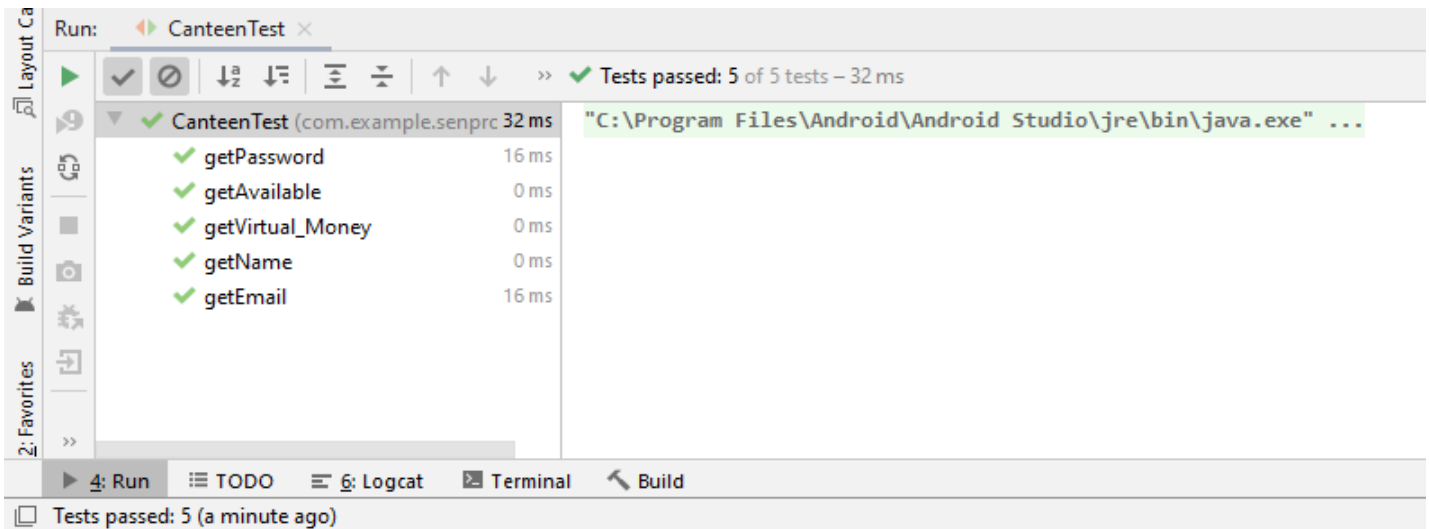 Layout Ca
Run: CanteenTest
Tests passed: 5 of 5 tests – 32 ms
CanteenTest (com.example.senprc 32 ms
getPassword 16 ms
getAvailable 0 ms
getVirtual_Money 0 ms
getName 0 ms
getEmail 16 ms
"C:\Program Files\Android\Android Studio\jre\bin\java.exe" ...
Build Variants
2: Favorites
4: Run TODO 6: Logcat Terminal Build
Tests passed: 5 (a minute ago)